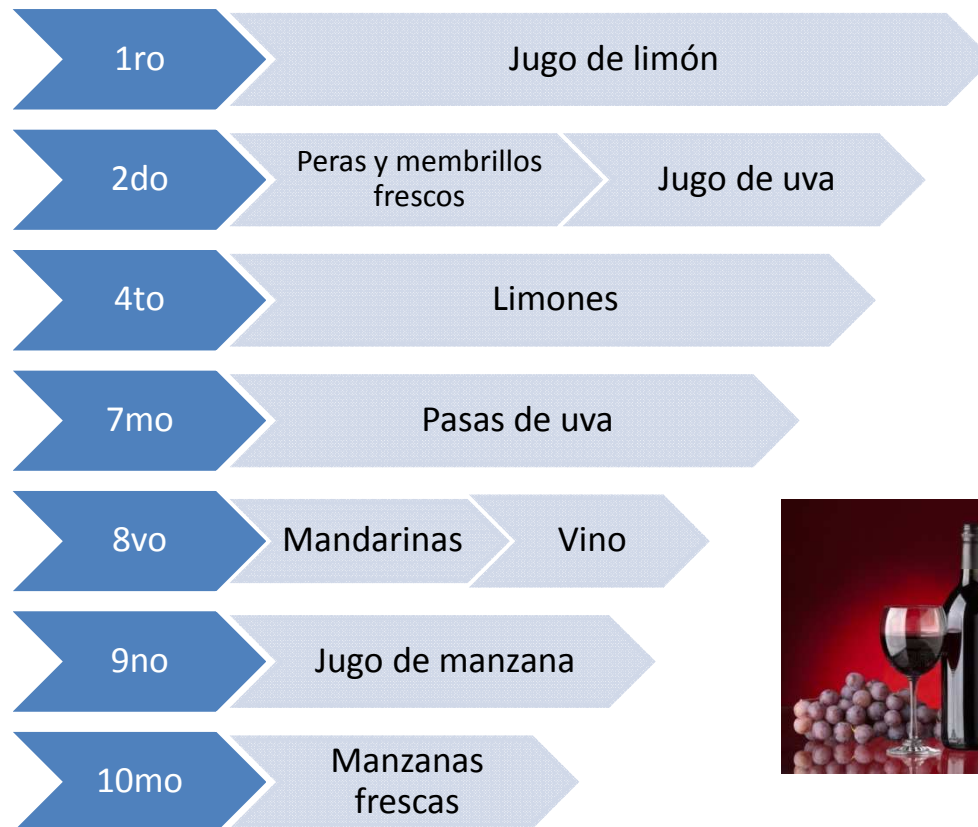 1ro
Jugo de limón
2do
Peras y membrillos
frescos
Jugo de uva
4to
Limones
7mo
Pasas de uva
8vo
Mandarinas
Vino
9no
Jugo de manzana
10mo
Manzanas
frescas